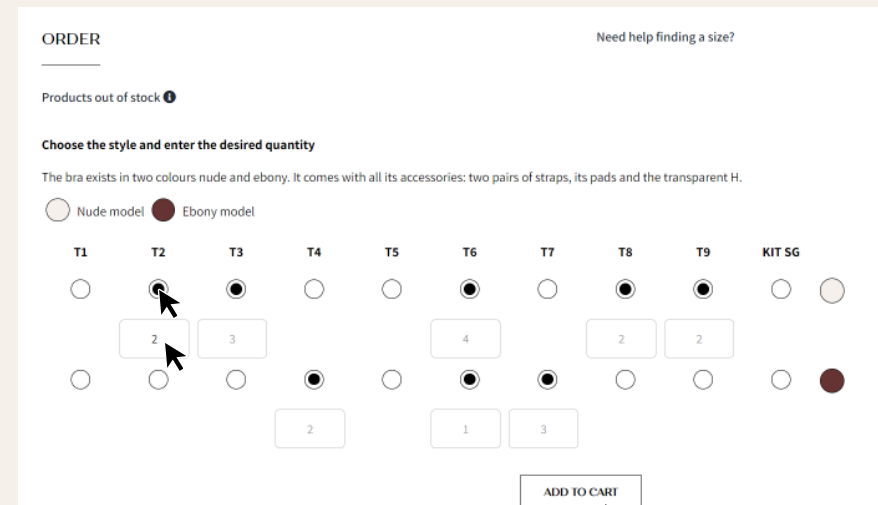 ORDER
Need help finding a size?
Products out of stock
Choose the style and enter the desired quantity
The bra exists in two colours nude and ebony. It comes with all its accessories: two pairs of straps, its pads and the transparent H.
Nude model Ebony model
T1 T2 T3 T4 T5 T6 T7 T8 T9 KIT SG
2 3 4 2 2
2 1 3
ADD TO CART